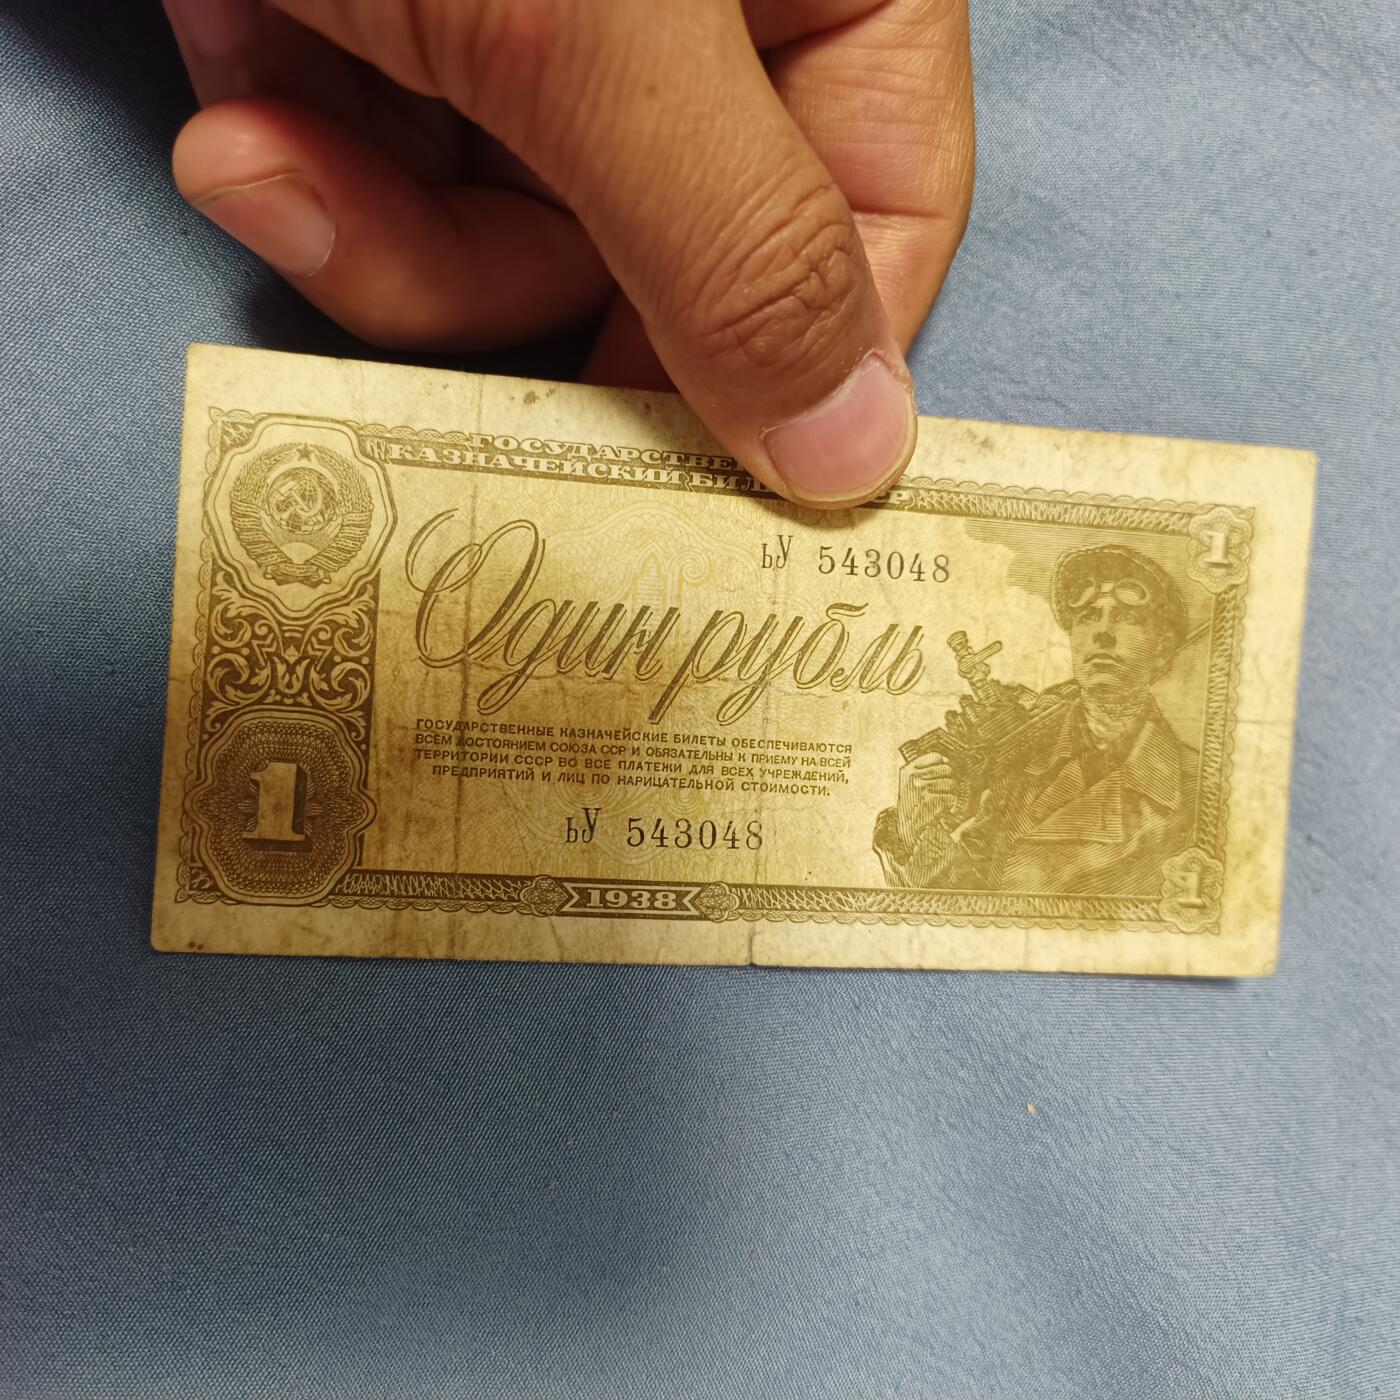 ГОСУДАРСТВЕН
КАЗНАЧЕЙСКИЙ БИЛ Р
1
ьУ 543048
Один рубль
ГОСУДАРСТВЕННЫЕ КАЗНАЧЕЙСКИЕ БИЛЕТЫ ОБЕСПЕЧИВАЮТСЯ
ВСЕМ ДОСТОЯНИЕМ СОЮЗА ССР И ОБЯЗАТЕЛЬНЫ К ПРИЕМУ НА ВСЕЙ
ТЕРРИТОРИИ СССР ВО ВСЕ ПЛАТЕЖИ ДЛЯ ВСЕХ УЧРЕЖДЕНИЙ,
ПРЕДПРИЯТИЙ И ЛИЦ ПО НАРИЦАТЕЛЬНОЙ СТОИМОСТИ.
1
ьУ 543048
1938
1